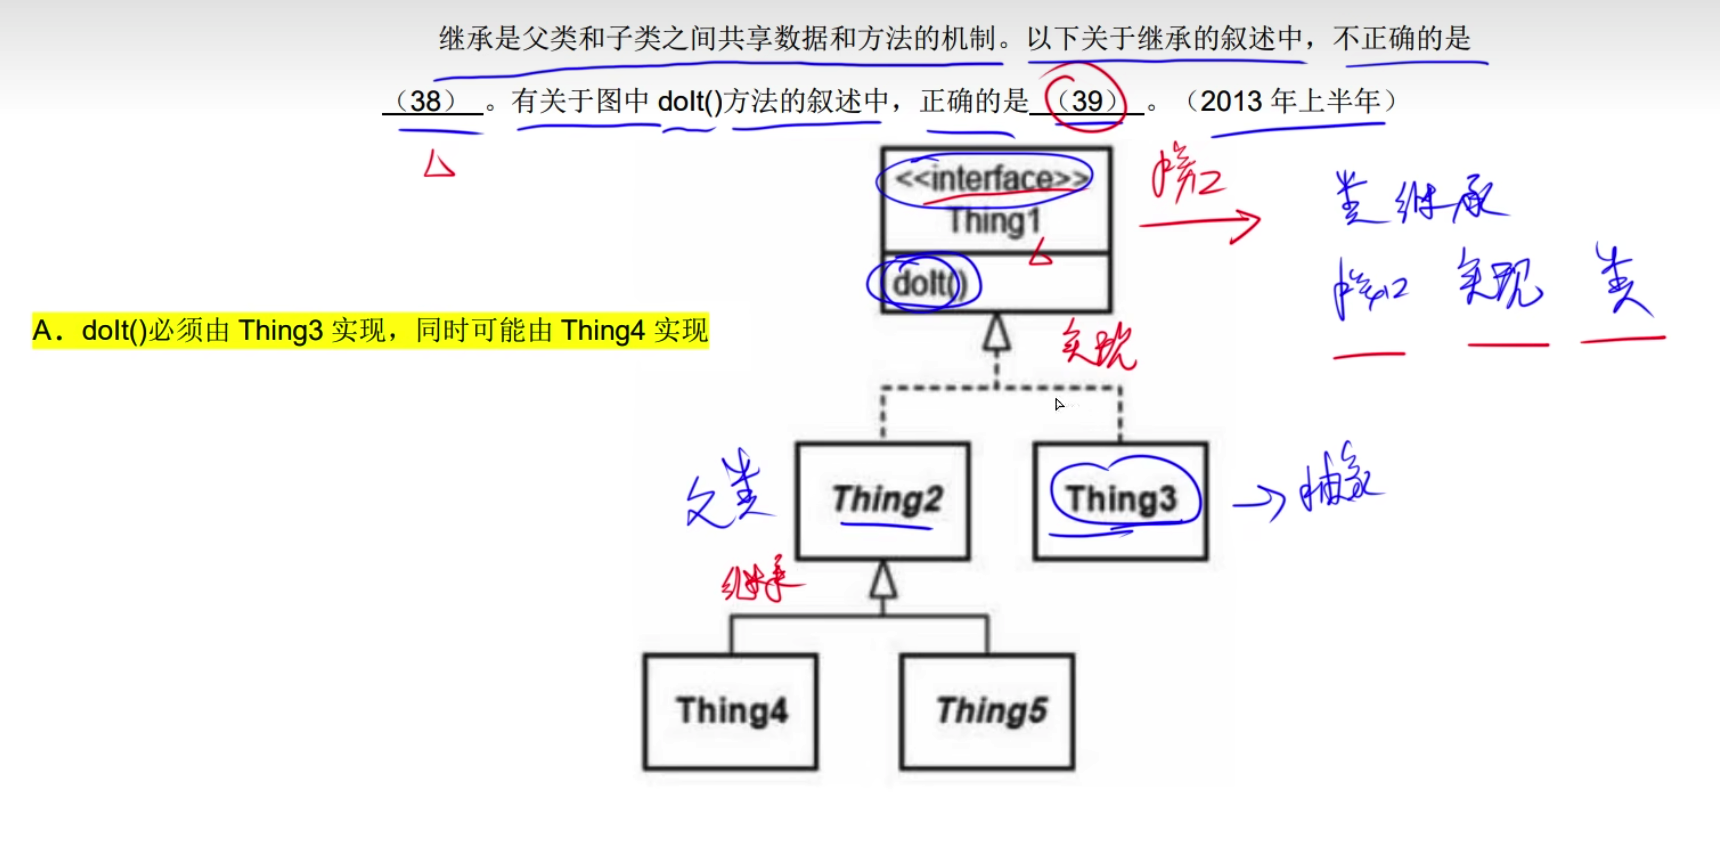 继承是父类和子类之间共享数据和方法的机制。以下关于继承的叙述中，不正确的是
（38）。有关于图中 doIt()方法的叙述中，正确的是（39）。（2013 年上半年）
<<interface>>
Thing1
doIt()
接口
类 继承
接口 实现 类
A．doIt()必须由 Thing3 实现，同时可能由 Thing4 实现
实现
父类
Thing2
Thing3
抽象
继承
Thing4
Thing5